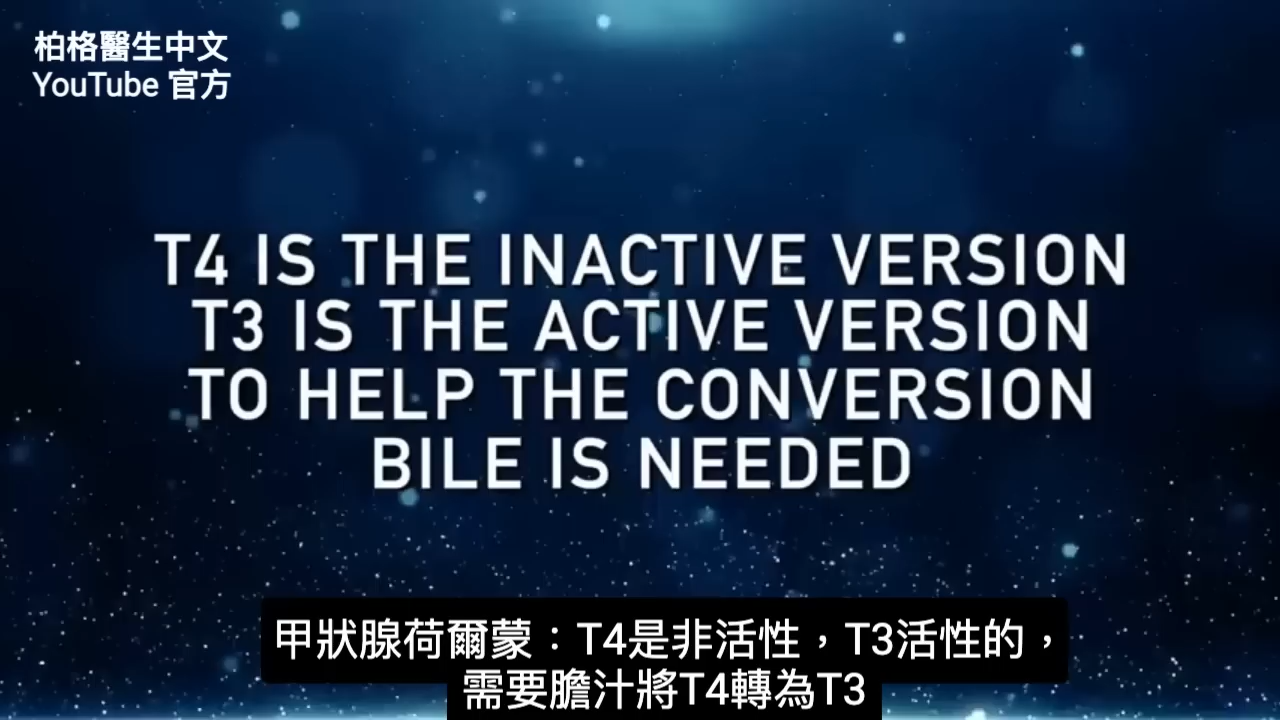 柏格醫生中文
YouTube 官方
T4 IS THE INACTIVE VERSION
T3 IS THE ACTIVE VERSION
TO HELP THE CONVERSION
BILE IS NEEDED
甲狀腺荷爾蒙：T4是非活性，T3活性的，
需要膽汁將T4轉為T3